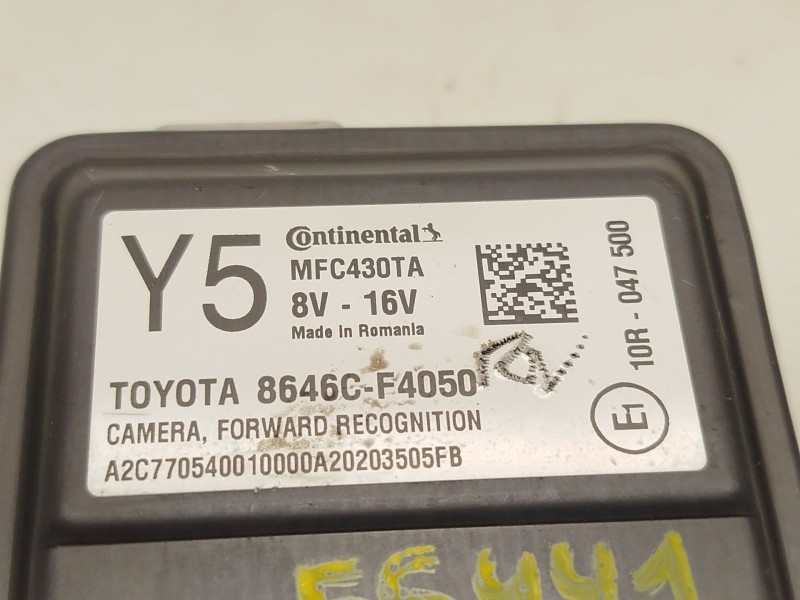 Y5
Continental
MFC430TA
8V - 16V
Made in Romania
TOYOTA 8646C-F4050
CAMERA, FORWARD RECOGNITION
A2C770540010000A20203505FB
10R - 047 500
E1